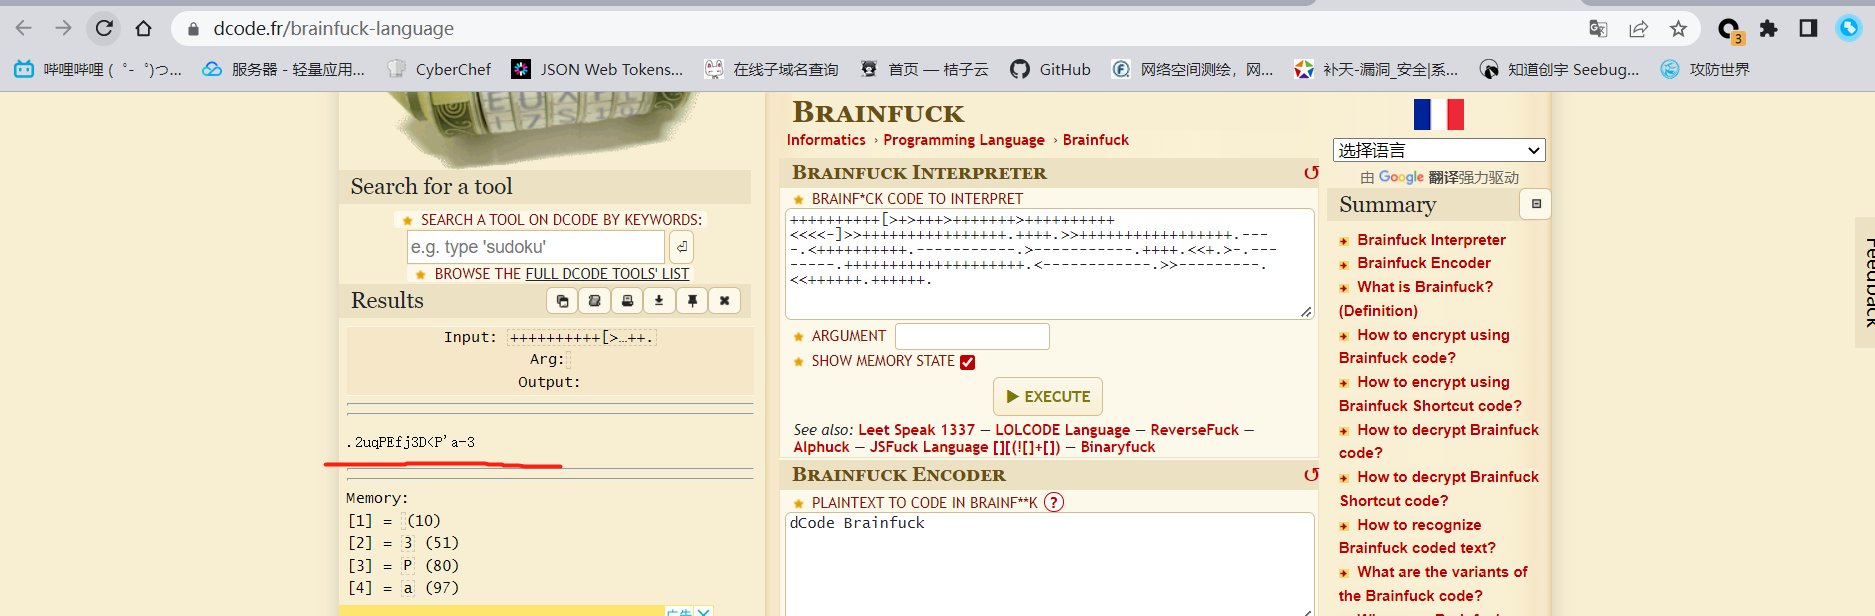 dcode.fr/brainfuck-language
3
哔哩哔哩 (゜-゜)つ...
服务器 - 轻量应用...
CyberChef
JSON Web Tokens...
在线子域名查询
首页 — 桔子云
GitHub
网络空间测绘，网...
补天-漏洞_安全|系...
知道创宇 Seebug...
攻防世界
Search for a tool
SEARCH A TOOL ON DCODE BY KEYWORDS:
e.g. type 'sudoku'
BROWSE THE FULL DCODE TOOLS' LIST
Results
Input: ++++++++++[>…++.
Arg:
Output:
.2uqPEfj3D<P'a-3
Memory:
[1] = (10)
[2] = 3 (51)
[3] = P (80)
[4] = a (97)
广告
BRAINFUCK
Informatics › Programming Language › Brainfuck
BRAINFUCK INTERPRETER
BRAINF*CK CODE TO INTERPRET
++++++++++[>+>+++>+++++++>++++++++++
<<<<-]>>++++++++++++++++.++++.>>+++++++++++++++++.---
-.<++++++++++.-----------.>-----------.++++.<<+.>-.---
-----.++++++++++++++++++++.<------------.>>---------.
<<++++++.++++++.
ARGUMENT
SHOW MEMORY STATE
EXECUTE
See also: Leet Speak 1337 — LOLCODE Language — ReverseFuck —
Alphuck — JSFuck Language [][(![]+[]) — Binaryfuck
BRAINFUCK ENCODER
PLAINTEXT TO CODE IN BRAINF**K ?
dCode Brainfuck
选择语言
由 Google 翻译强力驱动
Summary
Brainfuck Interpreter
Brainfuck Encoder
What is Brainfuck?
(Definition)
How to encrypt using
Brainfuck code?
How to encrypt using
Brainfuck Shortcut code?
How to decrypt Brainfuck
code?
How to decrypt Brainfuck
Shortcut code?
How to recognize
Brainfuck coded text?
What are the variants of
the Brainfuck code?
Feedback